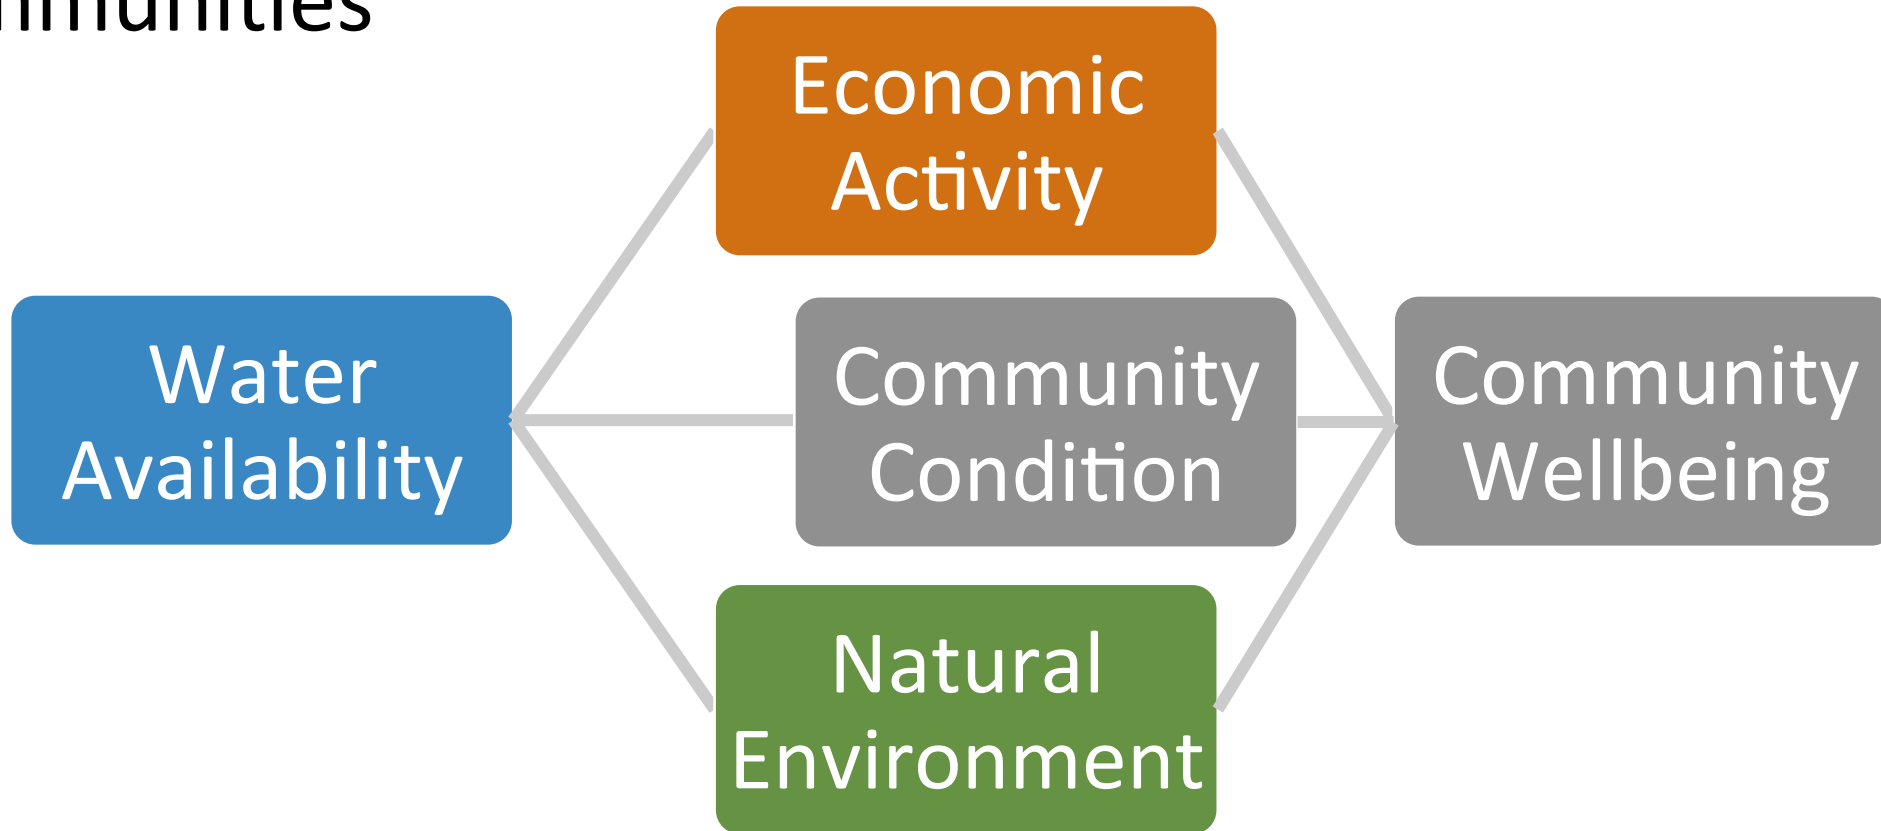 Economic
Activity
Water
Availability
Community
Condition
Community
Wellbeing
Natural
Environment